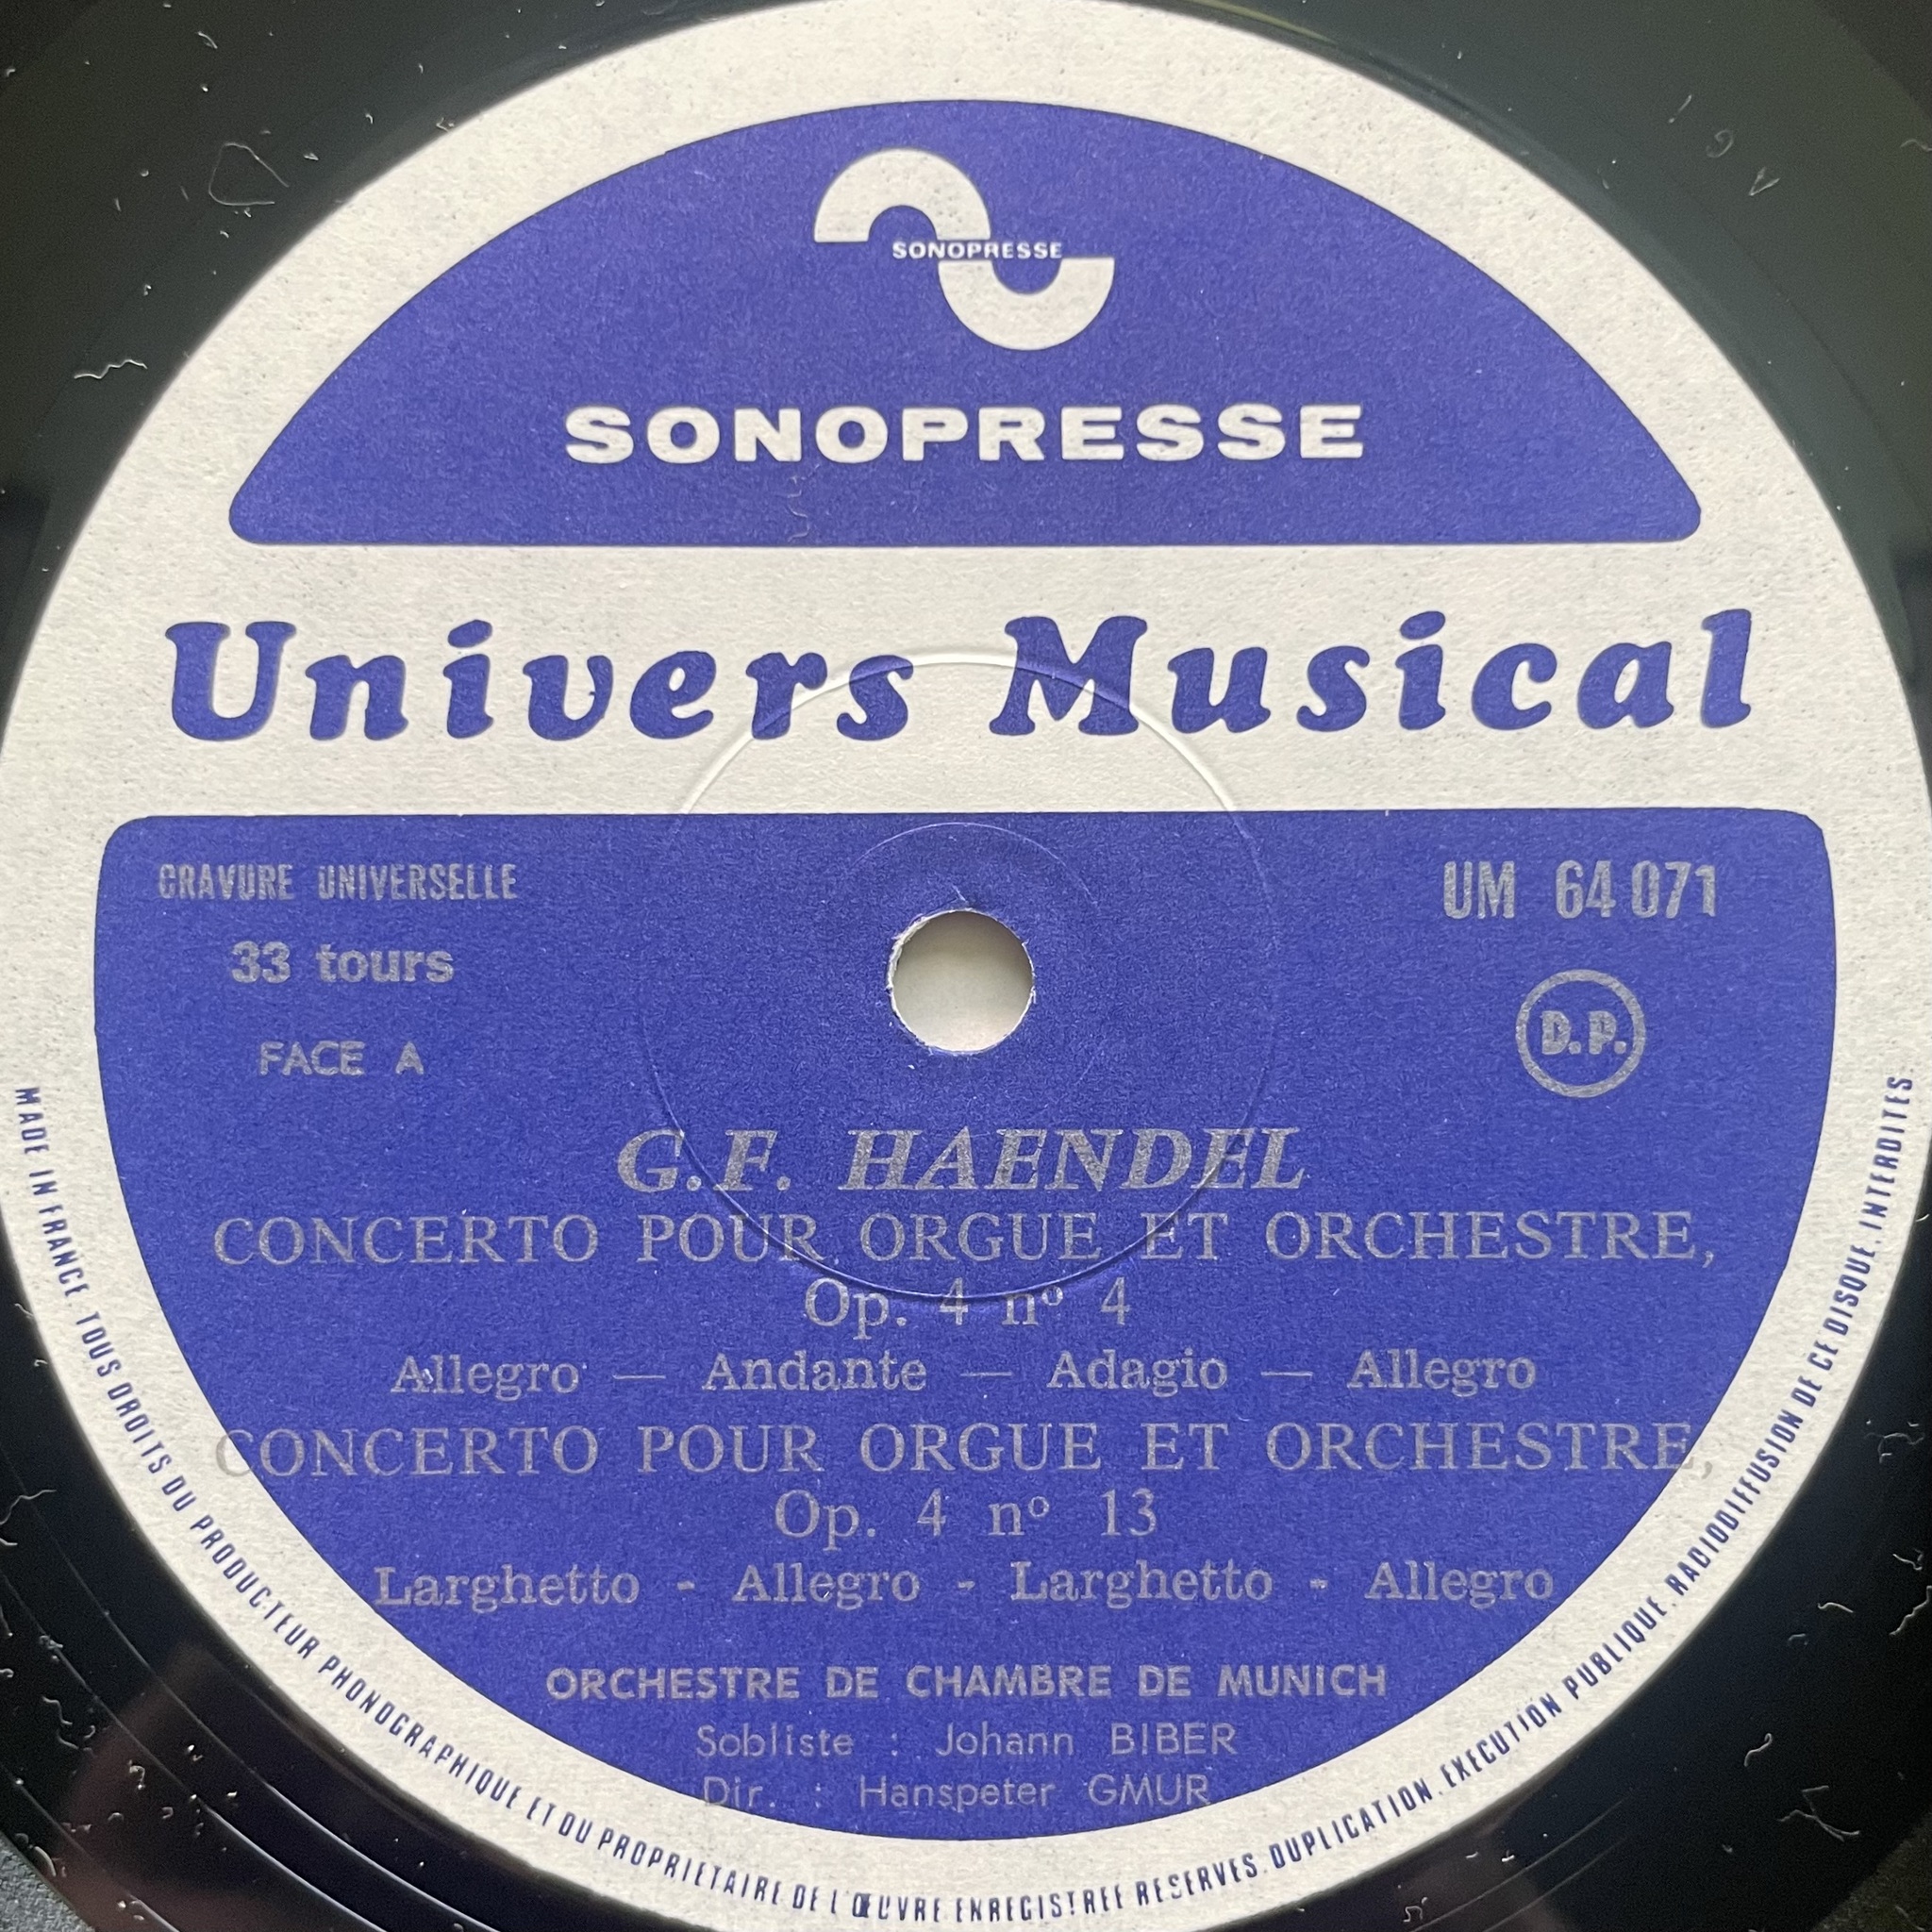 SONOPRESSE
SONOPRESSE
Univers Musical
GRAVURE UNIVERSELLE
33 tours
FACE A
UM 64 071
D.P.
G.F. HAENDEL
CONCERTO POUR ORGUE ET ORCHESTRE,
Op. 4 nº 4
Allegro — Andante — Adagio — Allegro
CONCERTO POUR ORGUE ET ORCHESTRE,
Op. 4 nº 13
Larghetto - Allegro - Larghetto - Allegro
ORCHESTRE DE CHAMBRE DE MUNICH
Sobliste : Johann BIBER
Dir. : Hanspeter GMUR
MADE IN FRANCE. TOUS DROITS DU PRODUCTEUR PHONOGRAPHIQUE ET DU PROPRIETAIRE DE L'ŒUVRE ENREGISTREE RESERVES. DUPLICATION. EXECUTION PUBLIQUE. RADIODIFFUSION DE CE DISQUE. INTERDITES.